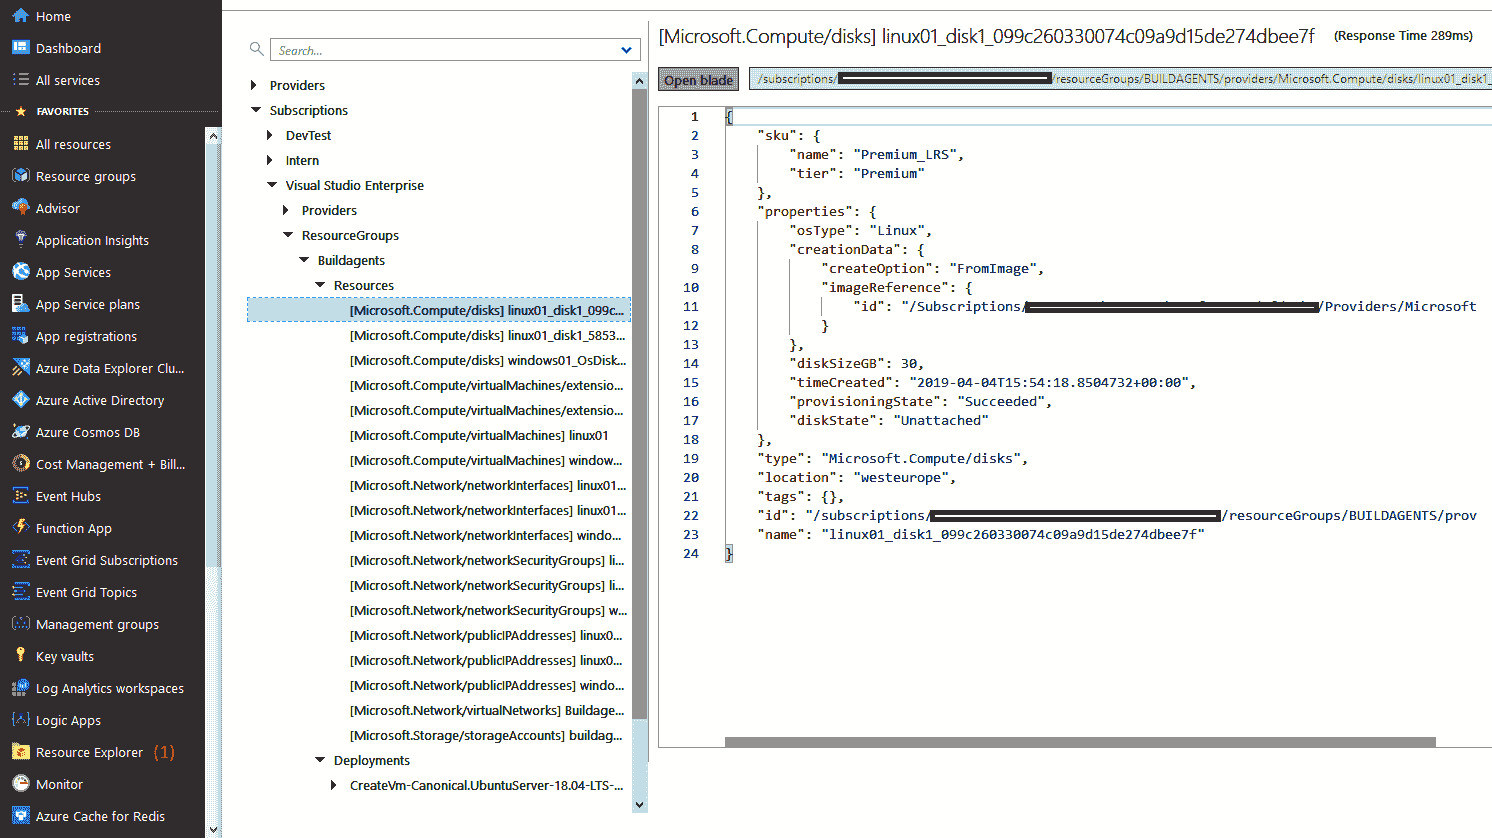 Home
Dashboard
All services
FAVORITES
All resources
Resource groups
Advisor
Application Insights
App Services
App Service plans
App registrations
Azure Data Explorer Clu...
Azure Active Directory
Azure Cosmos DB
Cost Management + Bill...
Event Hubs
Function App
Event Grid Subscriptions
Event Grid Topics
Management groups
Key vaults
Log Analytics workspaces
Logic Apps
Resource Explorer (1)
Monitor
Azure Cache for Redis
Search...
Providers
Subscriptions
DevTest
Intern
Visual Studio Enterprise
Providers
ResourceGroups
Buildagents
Resources
[Microsoft.Compute/disks] linux01_disk1_099c...
[Microsoft.Compute/disks] linux01_disk1_5853...
[Microsoft.Compute/disks] windows01_OsDisk...
[Microsoft.Compute/virtualMachines/extensio...
[Microsoft.Compute/virtualMachines/extensio...
[Microsoft.Compute/virtualMachines] linux01
[Microsoft.Compute/virtualMachines] window...
[Microsoft.Network/networkInterfaces] linux01...
[Microsoft.Network/networkInterfaces] linux01...
[Microsoft.Network/networkInterfaces] windo...
[Microsoft.Network/networkSecurityGroups] li...
[Microsoft.Network/networkSecurityGroups] li...
[Microsoft.Network/networkSecurityGroups] w...
[Microsoft.Network/publicIPAddresses] linux0...
[Microsoft.Network/publicIPAddresses] linux0...
[Microsoft.Network/publicIPAddresses] windo...
[Microsoft.Network/virtualNetworks] Buildage...
[Microsoft.Storage/storageAccounts] buildag...
Deployments
CreateVm-Canonical.UbuntuServer-18.04-LTS-...
[Microsoft.Compute/disks] linux01_disk1_099c260330074c09a9d15de274dbee7f (Response Time 289ms)
Open blade /subscriptions/ /resourceGroups/BUILDAGENTS/providers/Microsoft.Compute/disks/linux01_disk1_
1 {
2 "sku": {
3 "name": "Premium_LRS",
4 "tier": "Premium"
5 },
6 "properties": {
7 "osType": "Linux",
8 "creationData": {
9 "createOption": "FromImage",
10 "imageReference": {
11 "id": "/Subscriptions/ /Providers/Microsoft
12 }
13 },
14 "diskSizeGB": 30,
15 "timeCreated": "2019-04-04T15:54:18.8504732+00:00",
16 "provisioningState": "Succeeded",
17 "diskState": "Unattached"
18 },
19 "type": "Microsoft.Compute/disks",
20 "location": "westeurope",
21 "tags": {},
22 "id": "/subscriptions/ /resourceGroups/BUILDAGENTS/prov
23 "name": "linux01_disk1_099c260330074c09a9d15de274dbee7f"
24 }